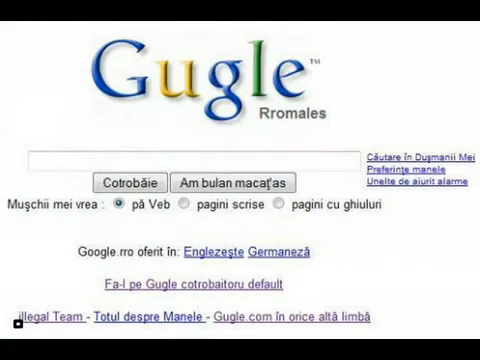 Gugle™
Rromales
Căutare în Duşmanii Mei
Preferinţe manele
Unelte de aiurit alarme
Cotrobăie Am bulan macaţ'as
Muşchii mei vrea : pă Veb pagini scrise pagini cu ghiuluri
Google.rro oferit în: Englezeşte Germaneză
Fa-l pe Gugle cotrobaitoru default
illegal Team - Totul despre Manele - Gugle.com în orice altă limbă